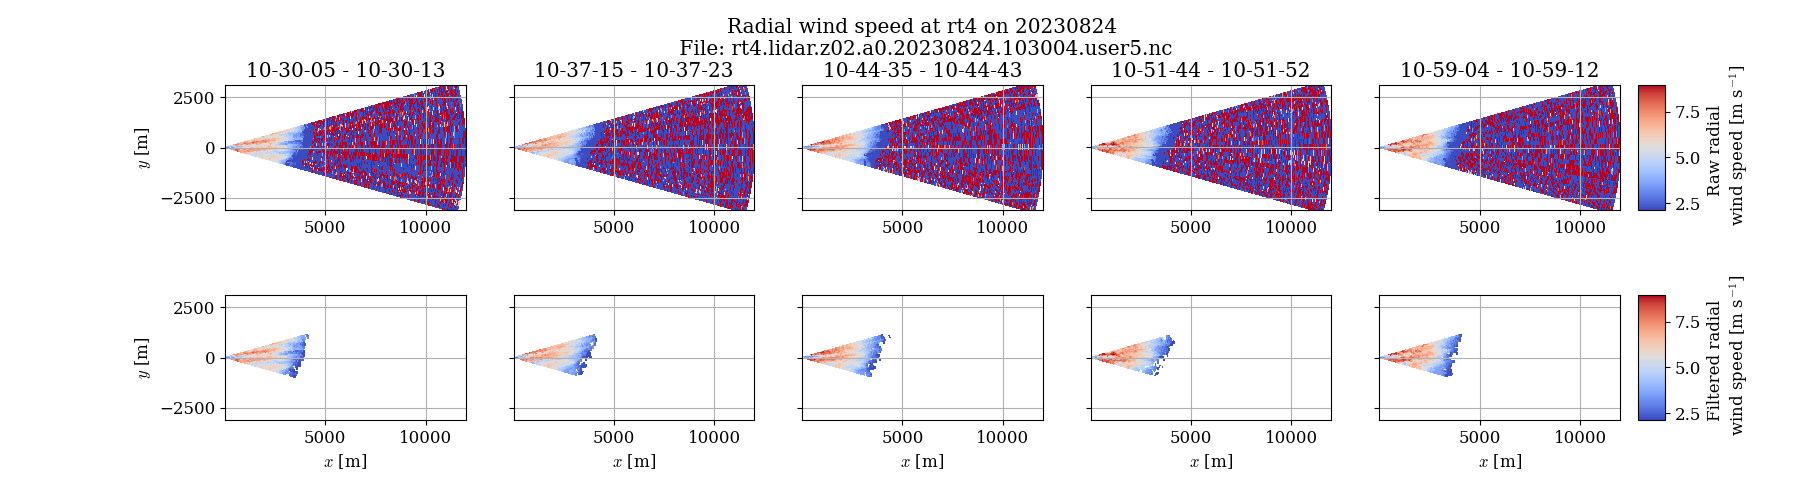 Radial wind speed at rt4 on 20230824
File: rt4.lidar.z02.a0.20230824.103004.user5.nc
10-30-05 - 10-30-13
10-37-15 - 10-37-23
10-44-35 - 10-44-43
10-51-44 - 10-51-52
10-59-04 - 10-59-12
y [m]
2500
0
−2500
5000 10000
5000 10000
5000 10000
5000 10000
5000 10000
7.5
5.0
2.5
Raw radial
wind speed [m s⁻¹]
y [m]
2500
0
−2500
5000 10000
5000 10000
5000 10000
5000 10000
5000 10000
x [m]
x [m]
x [m]
x [m]
x [m]
7.5
5.0
2.5
Filtered radial
wind speed [m s⁻¹]